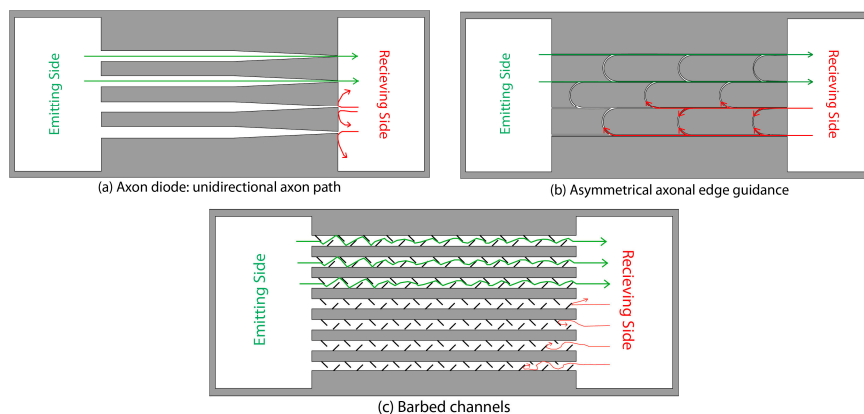 Emitting Side
Recieving Side
(a) Axon diode: unidirectional axon path
Emitting Side
Recieving Side
(b) Asymmetrical axonal edge guidance
Emitting Side
Recieving Side
(c) Barbed channels